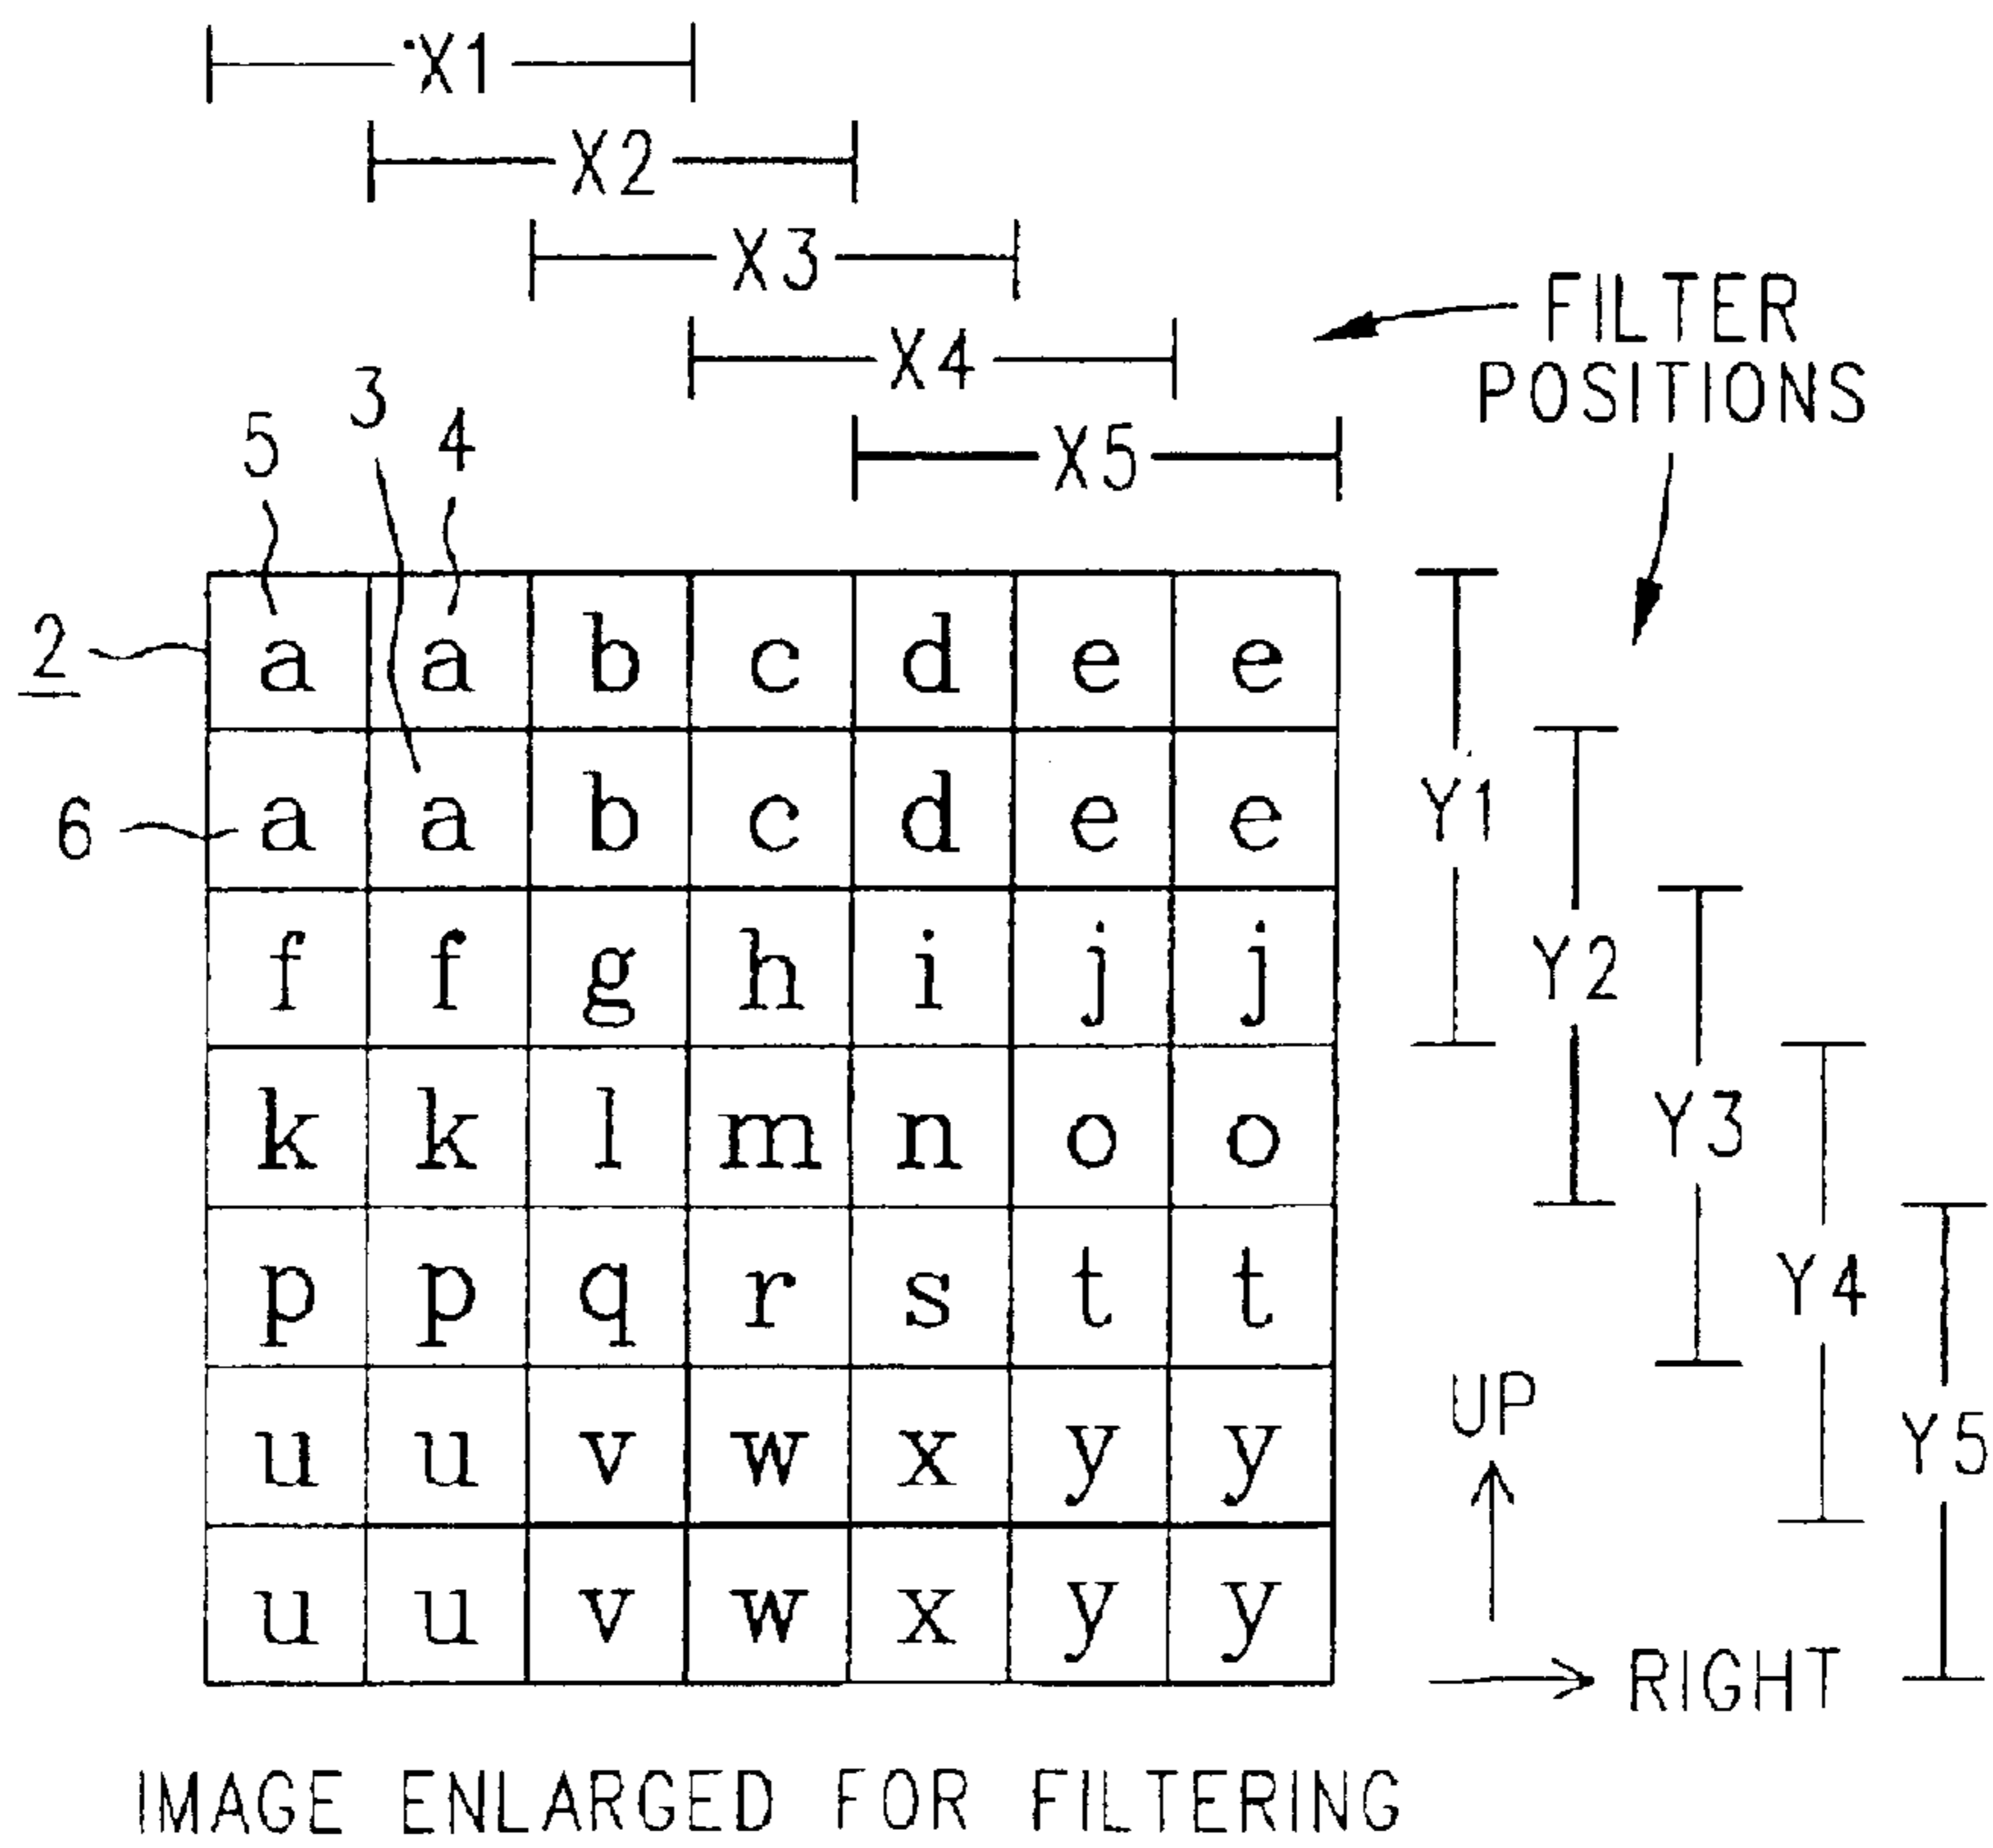 X1
X2
X3
X4
X5
FILTER
POSITIONS
5 3 4
2
6
a a b c d e e
a a b c d e e
f f g h i j j
k k l m n o o
p p q r s t t
u u v w x y y
u u v w x y y
Y1
Y2
Y3
Y4
Y5
UP
RIGHT
IMAGE ENLARGED FOR FILTERING